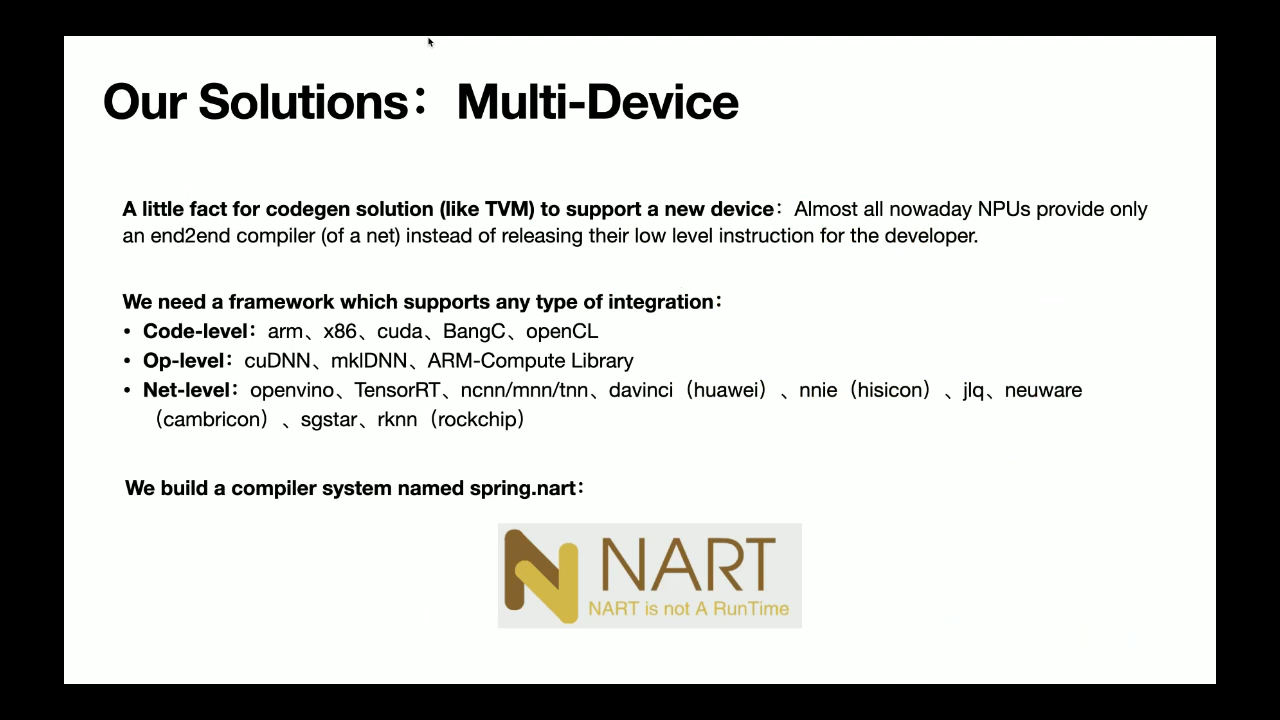 Our Solutions：Multi-Device
A little fact for codegen solution (like TVM) to support a new device：Almost all nowaday NPUs provide only
an end2end compiler (of a net) instead of releasing their low level instruction for the developer.
We need a framework which supports any type of integration：
• Code-level：arm、x86、cuda、BangC、openCL
• Op-level：cuDNN、mklDNN、ARM-Compute Library
• Net-level：openvino、TensorRT、ncnn/mnn/tnn、davinci（huawei）、nnie（hisicon）、jlq、neuware
（cambricon）、sgstar、rknn（rockchip）
We build a compiler system named spring.nart：
NART
NART is not A RunTime